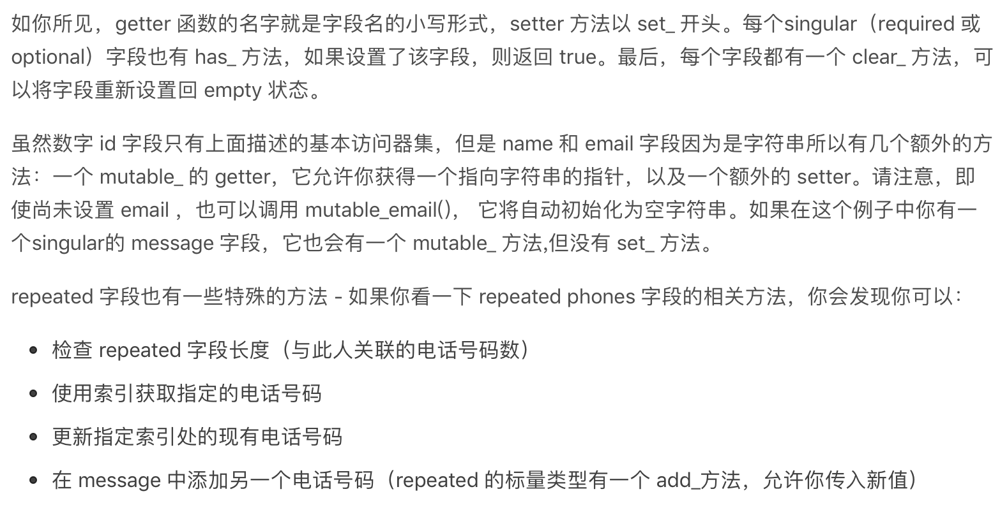 如你所见，getter 函数的名字就是字段名的小写形式，setter 方法以 set_ 开头。每个singular（required 或
optional）字段也有 has_ 方法，如果设置了该字段，则返回 true。最后，每个字段都有一个 clear_ 方法，可
以将字段重新设置回 empty 状态。
虽然数字 id 字段只有上面描述的基本访问器集，但是 name 和 email 字段因为是字符串所以有几个额外的方
法：一个 mutable_ 的 getter，它允许你获得一个指向字符串的指针，以及一个额外的 setter。请注意，即
使尚未设置 email ，也可以调用 mutable_email()， 它将自动初始化为空字符串。如果在这个例子中你有一
个singular的 message 字段，它也会有一个 mutable_ 方法,但没有 set_ 方法。
repeated 字段也有一些特殊的方法 - 如果你看一下 repeated phones 字段的相关方法，你会发现你可以：
• 检查 repeated 字段长度（与此人关联的电话号码数）
• 使用索引获取指定的电话号码
• 更新指定索引处的现有电话号码
• 在 message 中添加另一个电话号码（repeated 的标量类型有一个 add_方法，允许你传入新值）